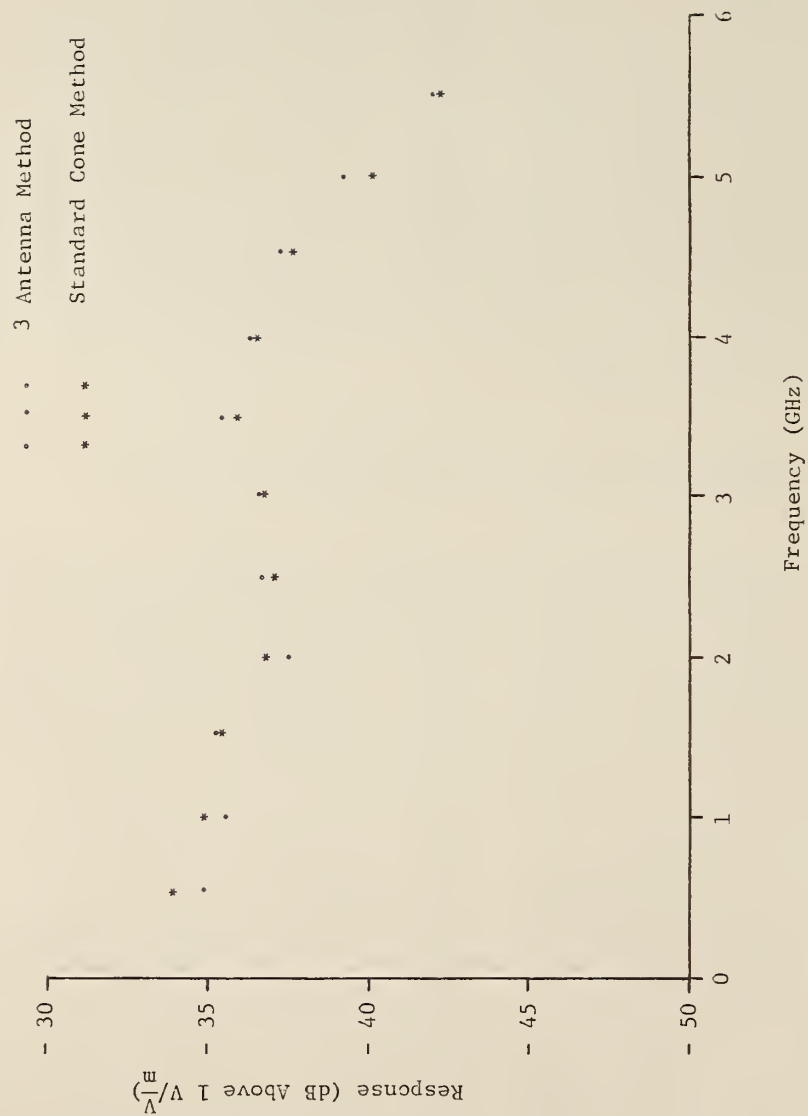 ° ° ° 3 Antenna Method
* * * Standard Cone Method
- 30
- 35
- 40
- 45
- 50
Response (dB Above 1 V/V/m)
0 1 2 3 4 5 6
Frequency (GHz)